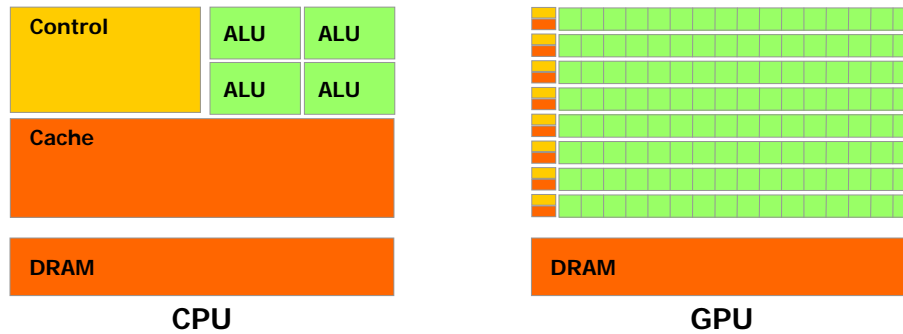 Control
ALU ALU
ALU ALU
Cache
DRAM
CPU
DRAM
GPU